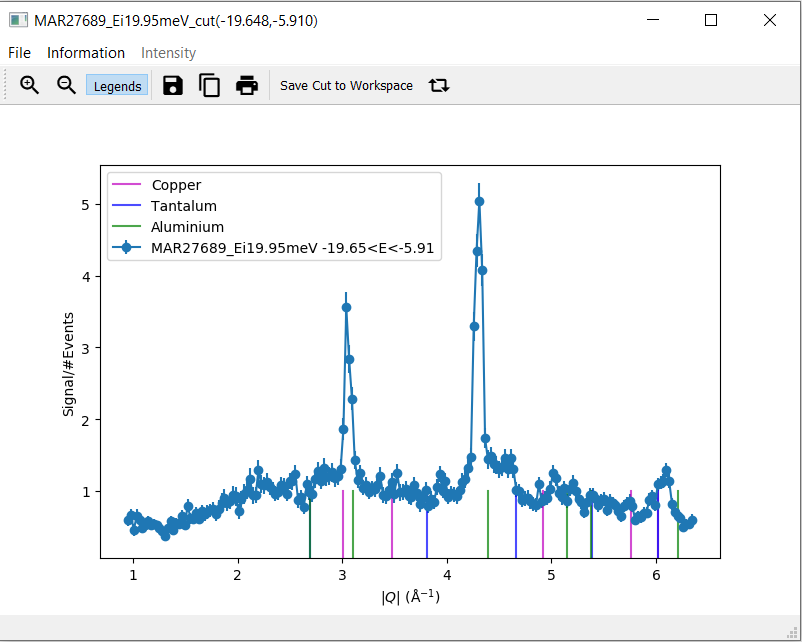 MAR27689_Ei19.95meV_cut(-19.648,-5.910)
File Information Intensity
Legends Save Cut to Workspace
Copper
Tantalum
Aluminium
MAR27689_Ei19.95meV -19.65<E<-5.91
5
4
3
2
1
Signal/#Events
1 2 3 4 5 6
|Q| (Å⁻¹)